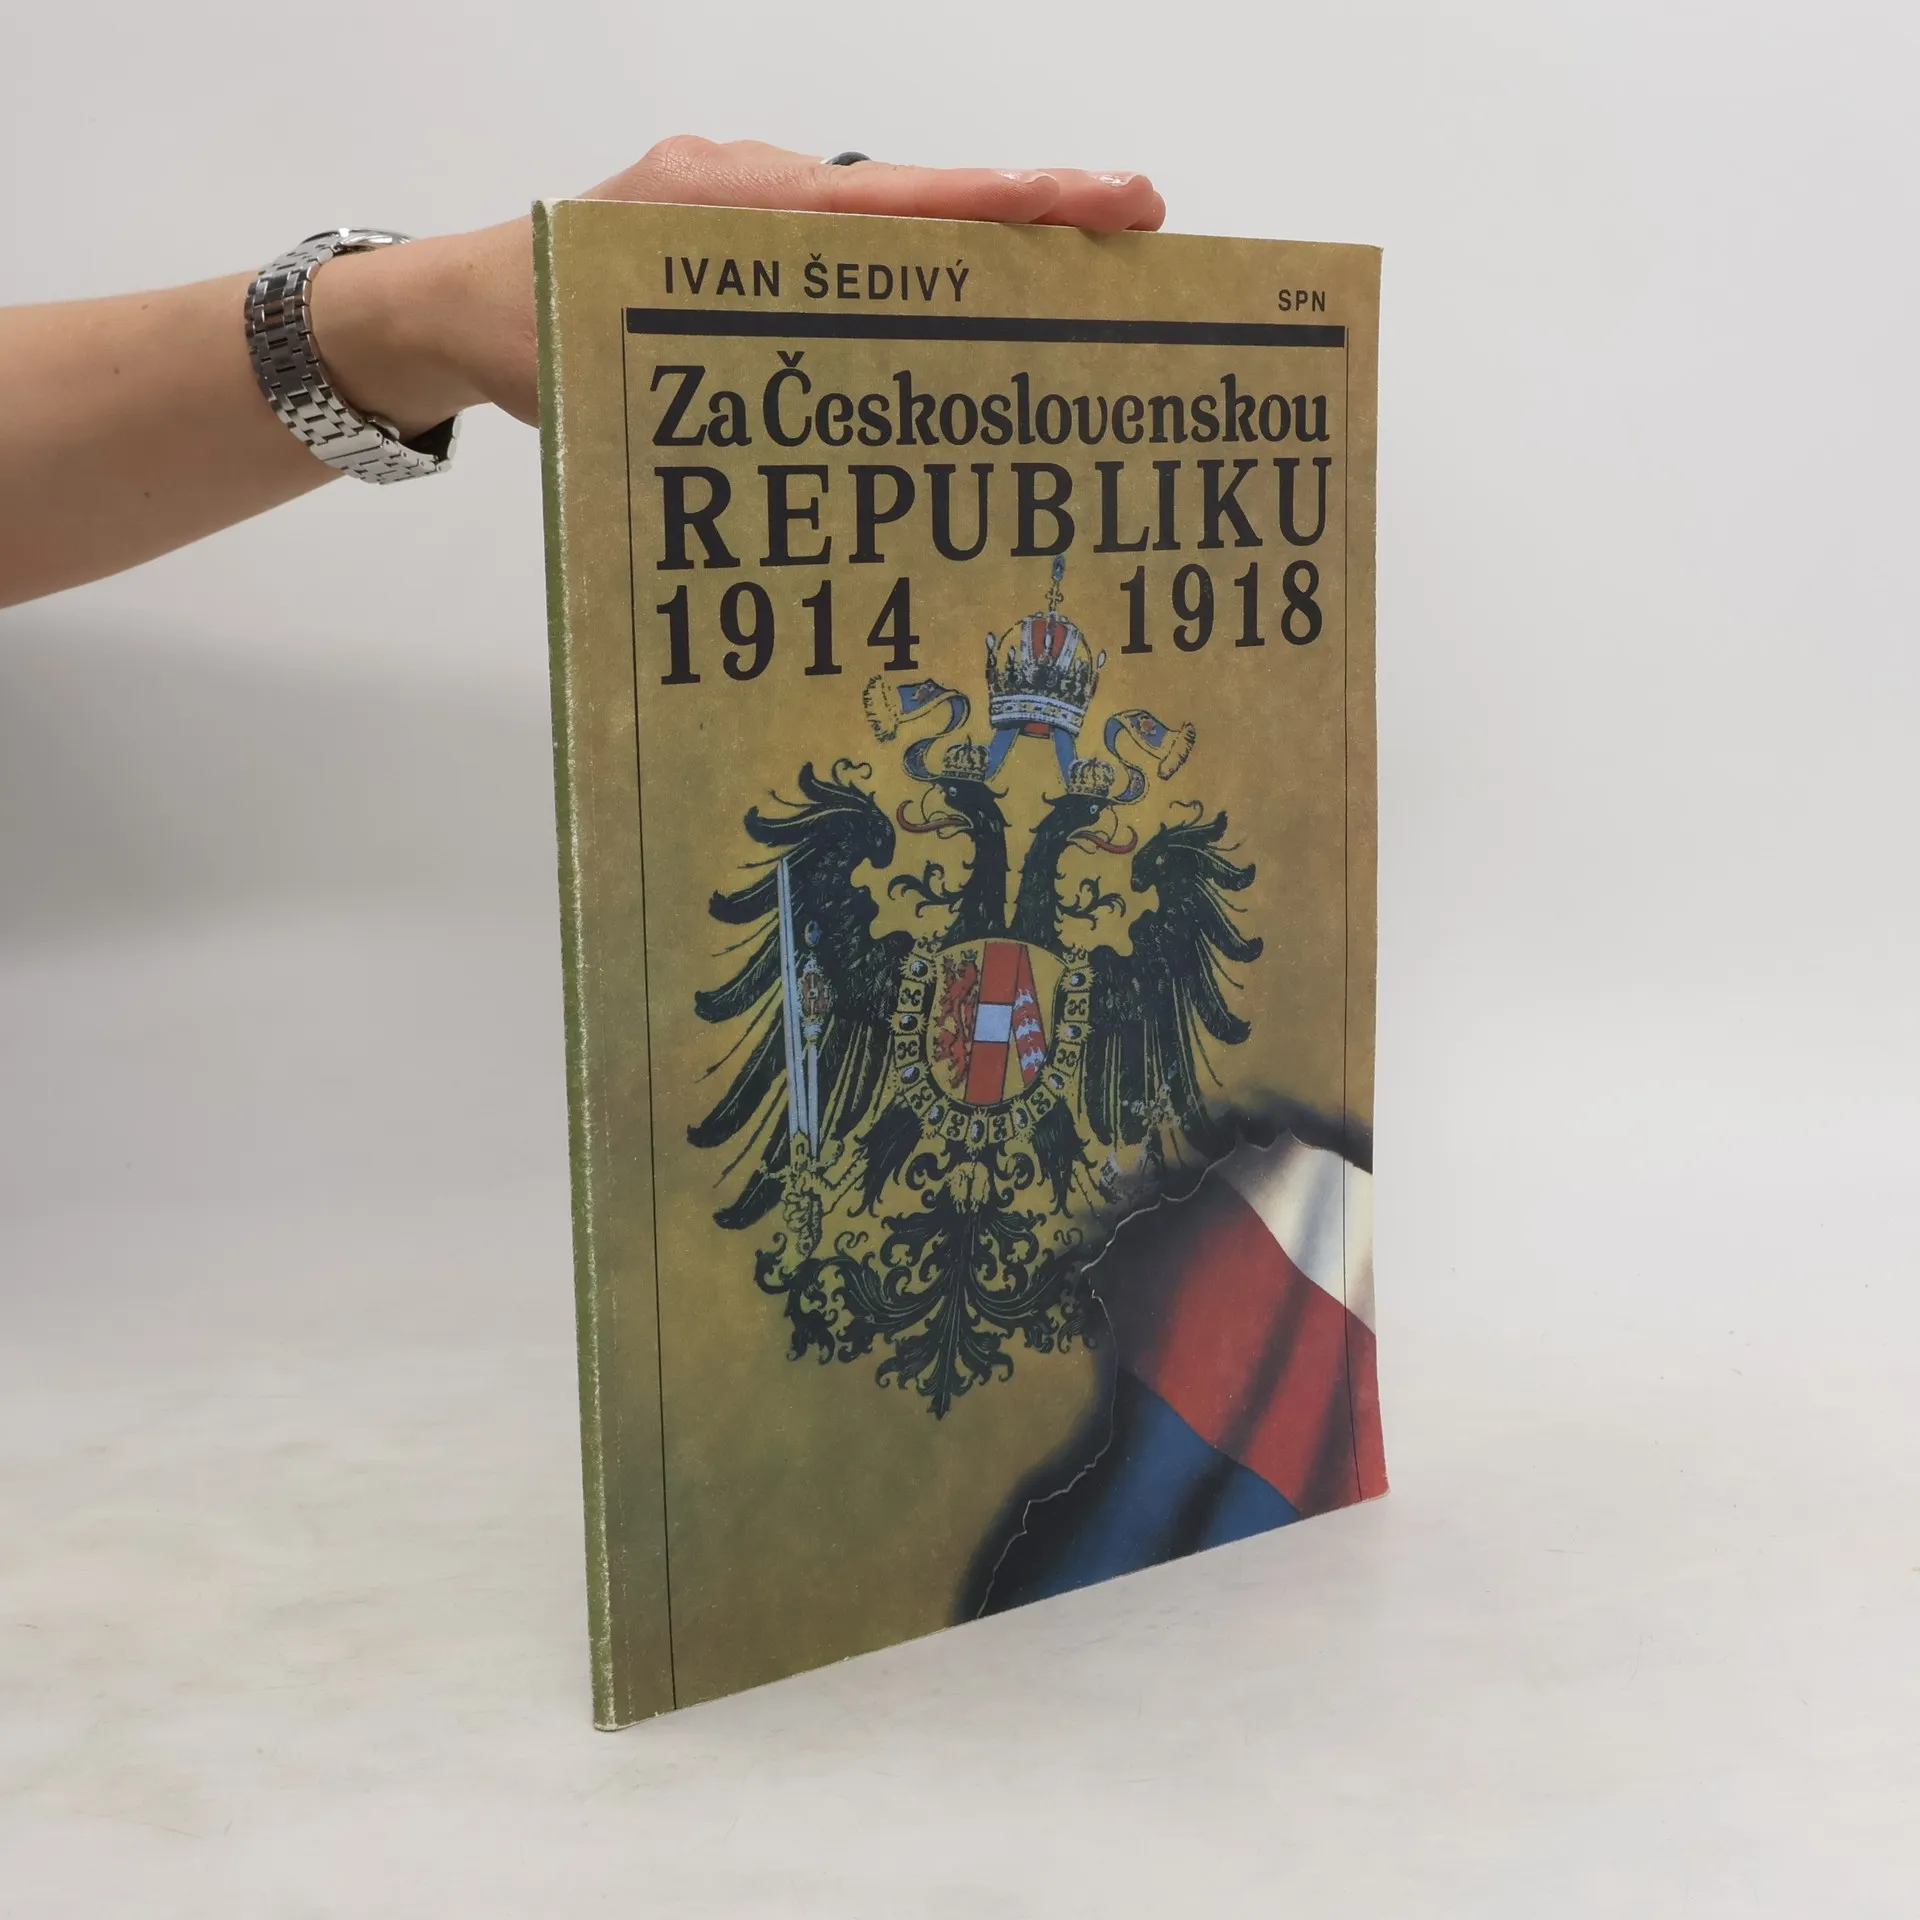 IVAN ŠEDIVÝ
SPN
Za Československou
REPUBLIKU
1914 1918